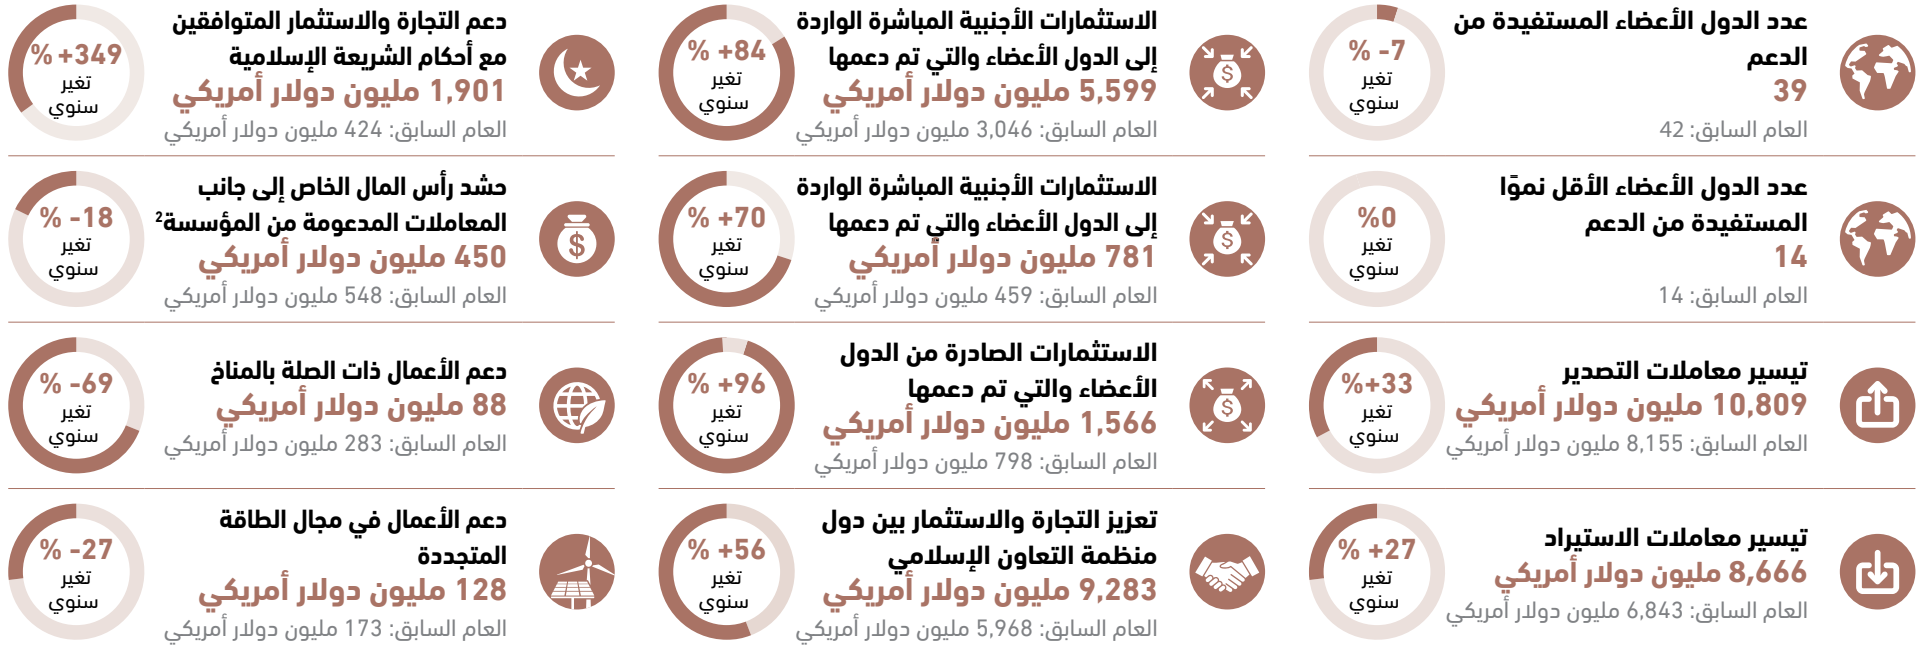 عدد الدول الأعضاء المستفيدة من
الدعم
39
العام السابق: 42
% -7
تغير
سنوي
عدد الدول الأعضاء الأقل نموًا
المستفيدة من الدعم
14
العام السابق: 14
%0
تغير
سنوي
تيسير معاملات التصدير
10,809 مليون دولار أمريكي
العام السابق: 8,155 مليون دولار أمريكي
%+33
تغير
سنوي
تيسير معاملات الاستيراد
8,666 مليون دولار أمريكي
العام السابق: 6,843 مليون دولار أمريكي
% +27
تغير
سنوي
الاستثمارات الأجنبية المباشرة الواردة
إلى الدول الأعضاء والتي تم دعمها
5,599 مليون دولار أمريكي
العام السابق: 3,046 مليون دولار أمريكي
% +84
تغير
سنوي
الاستثمارات الأجنبية المباشرة الواردة
إلى الدول الأعضاء والتي تم دعمها
781 مليون دولار أمريكي
العام السابق: 459 مليون دولار أمريكي
% +70
تغير
سنوي
الاستثمارات الصادرة من الدول
الأعضاء والتي تم دعمها
1,566 مليون دولار أمريكي
العام السابق: 798 مليون دولار أمريكي
% +96
تغير
سنوي
تعزيز التجارة والاستثمار بين دول
منظمة التعاون الإسلامي
9,283 مليون دولار أمريكي
العام السابق: 5,968 مليون دولار أمريكي
% +56
تغير
سنوي
دعم التجارة والاستثمار المتوافقين
مع أحكام الشريعة الإسلامية
1,901 مليون دولار أمريكي
العام السابق: 424 مليون دولار أمريكي
% +349
تغير
سنوي
حشد رأس المال الخاص إلى جانب
المعاملات المدعومة من المؤسسة²
450 مليون دولار أمريكي
العام السابق: 548 مليون دولار أمريكي
% -18
تغير
سنوي
دعم الأعمال ذات الصلة بالمناخ
88 مليون دولار أمريكي
العام السابق: 283 مليون دولار أمريكي
% -69
تغير
سنوي
دعم الأعمال في مجال الطاقة
المتجددة
128 مليون دولار أمريكي
العام السابق: 173 مليون دولار أمريكي
% -27
تغير
سنوي